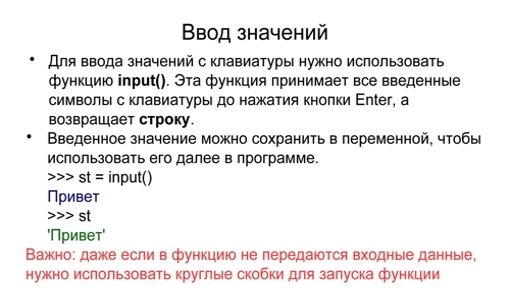 Ввод значений
• Для ввода значений с клавиатуры нужно использовать
функцию input(). Эта функция принимает все введенные
символы с клавиатуры до нажатия кнопки Enter, а
возвращает строку.
• Введенное значение можно сохранить в переменной, чтобы
использовать его далее в программе.
>>> st = input()
Привет
>>> st
'Привет'
Важно: даже если в функцию не передаются входные данные,
нужно использовать круглые скобки для запуска функции